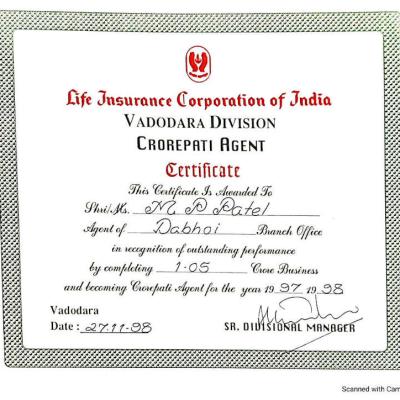 Life Insurance Corporation of India
VADODARA DIVISION
CROREPATI AGENT
Certificate
This Certificate Is Awarded To
Shri/Ms. M P Patel
Agent of Dabhoi Branch Office
in recognition of outstanding performance
by completing 1.05 Crore Business
and becoming Crorepati Agent for the year 1997 1998
Vadodara
Date : 27.11-98
SR. DIVISIONAL MANAGER
Scanned with Cam